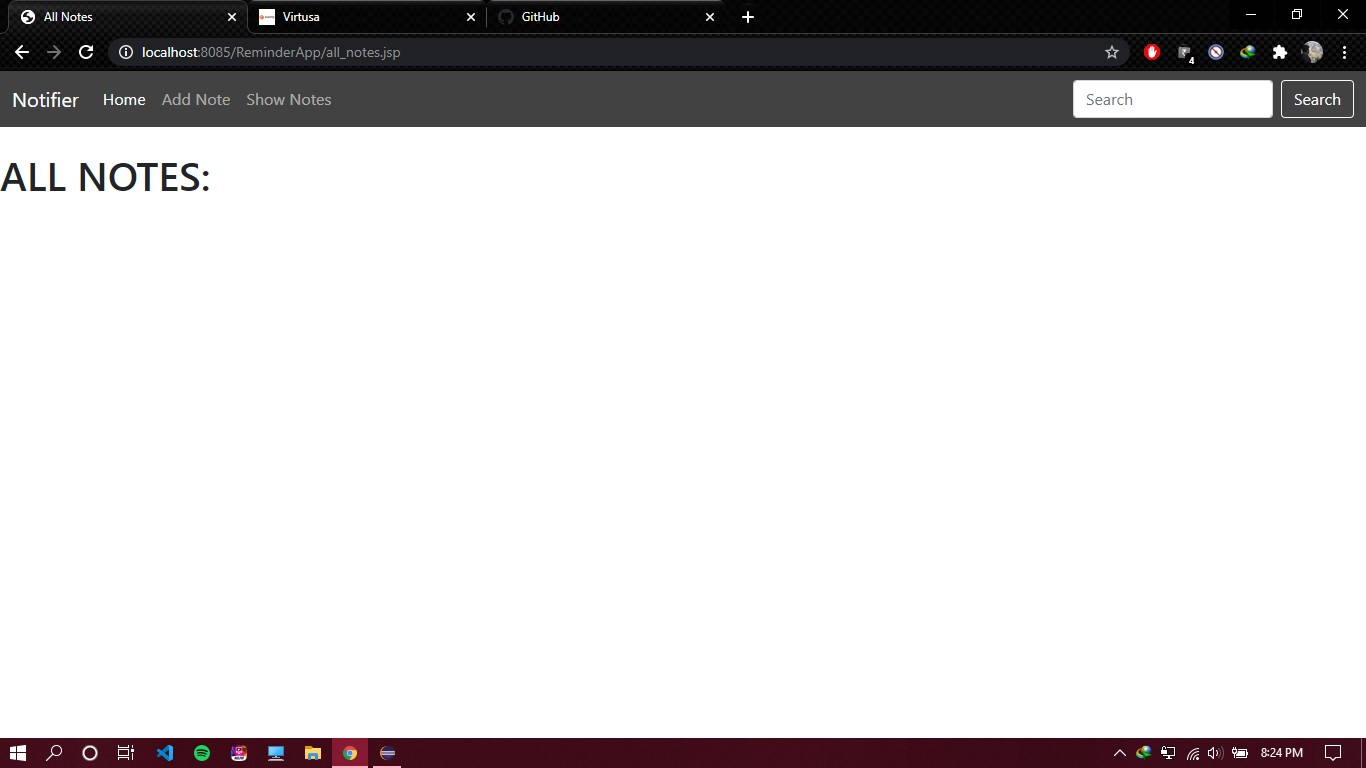 All Notes
Virtusa
GitHub
localhost:8085/ReminderApp/all_notes.jsp
4
Notifier
Home
Add Note
Show Notes
Search
Search
ALL NOTES:
8:24 PM